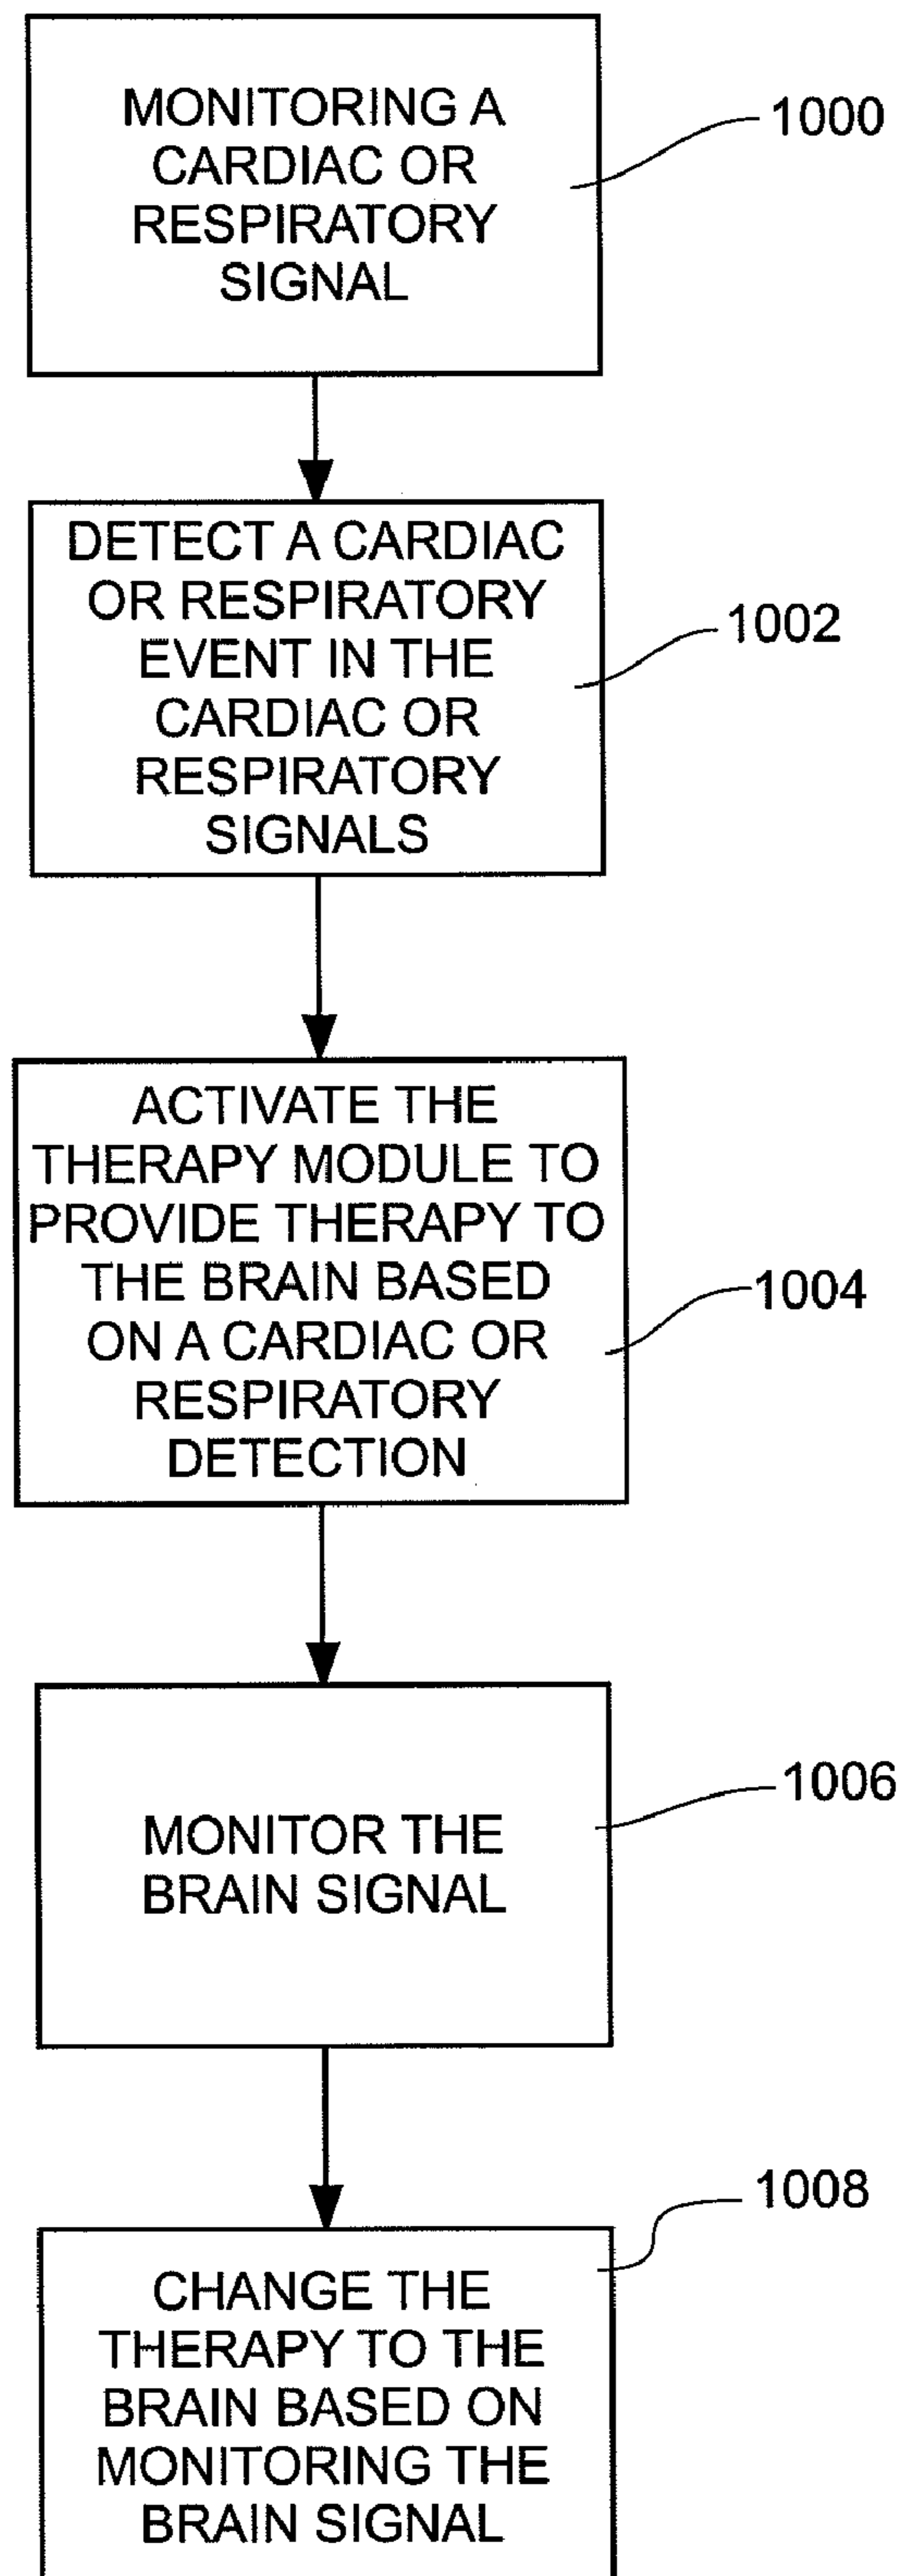 MONITORING A
CARDIAC OR
RESPIRATORY
SIGNAL
1000
DETECT A CARDIAC
OR RESPIRATORY
EVENT IN THE
CARDIAC OR
RESPIRATORY
SIGNALS
1002
ACTIVATE THE
THERAPY MODULE TO
PROVIDE THERAPY TO
THE BRAIN BASED
ON A CARDIAC OR
RESPIRATORY
DETECTION
1004
MONITOR THE
BRAIN SIGNAL
1006
CHANGE THE
THERAPY TO THE
BRAIN BASED ON
MONITORING THE
BRAIN SIGNAL
1008